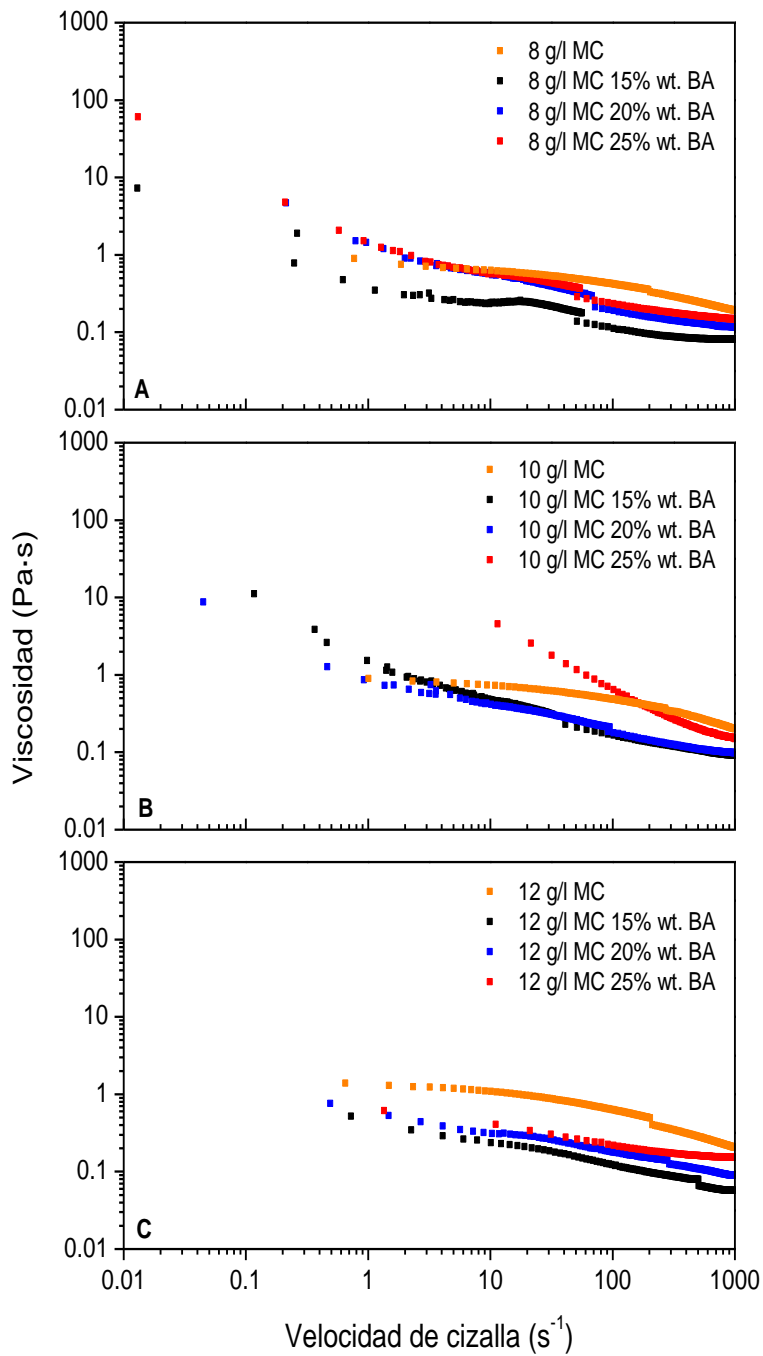 1000
100
10
1
0.1
0.01
8 g/l MC
8 g/l MC 15% wt. BA
8 g/l MC 20% wt. BA
8 g/l MC 25% wt. BA
A
Viscosidad (Pa·s)
1000
100
10
1
0.1
0.01
10 g/l MC
10 g/l MC 15% wt. BA
10 g/l MC 20% wt. BA
10 g/l MC 25% wt. BA
B
1000
100
10
1
0.1
0.01
12 g/l MC
12 g/l MC 15% wt. BA
12 g/l MC 20% wt. BA
12 g/l MC 25% wt. BA
C
0.01 0.1 1 10 100 1000
Velocidad de cizalla (s⁻¹)